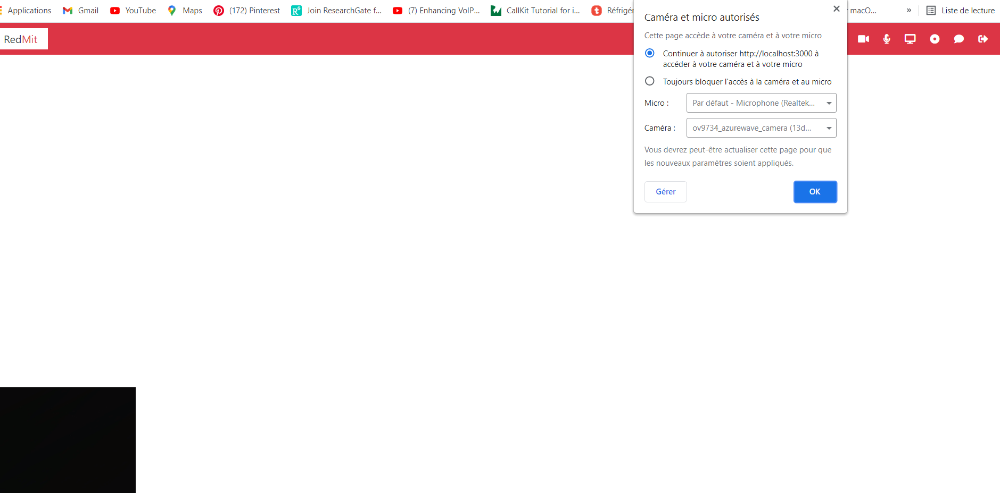 Applications Gmail YouTube Maps (172) Pinterest Join ResearchGate f... (7) Enhancing VoIP... CallKit Tutorial for i... macO... » Liste de lecture
RedMit
Caméra et micro autorisés
Cette page accède à votre caméra et à votre micro
Continuer à autoriser http://localhost:3000 à
accéder à votre caméra et à votre micro
Toujours bloquer l'accès à la caméra et au micro
Micro : Par défaut - Microphone (Realtek...
Caméra : ov9734_azurewave_camera (13d...
Vous devrez peut-être actualiser cette page pour que
les nouveaux paramètres soient appliqués.
Gérer OK